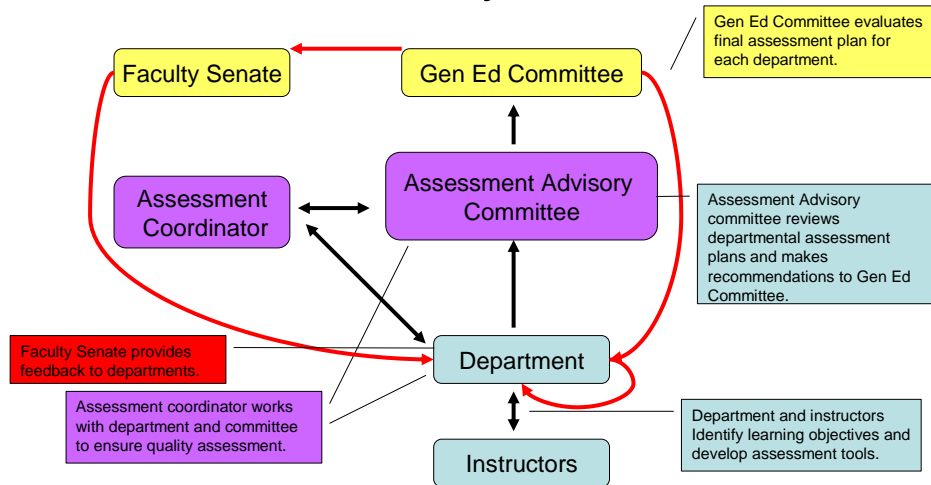 Gen Ed Committee evaluates
final assessment plan for
each department.
Faculty Senate
Gen Ed Committee
Assessment
Coordinator
Assessment Advisory
Committee
Assessment Advisory
committee reviews
departmental assessment
plans and makes
recommendations to Gen Ed
Committee.
Faculty Senate provides
feedback to departments.
Department
Assessment coordinator works
with department and committee
to ensure quality assessment.
Department and instructors
Identify learning objectives and
develop assessment tools.
Instructors